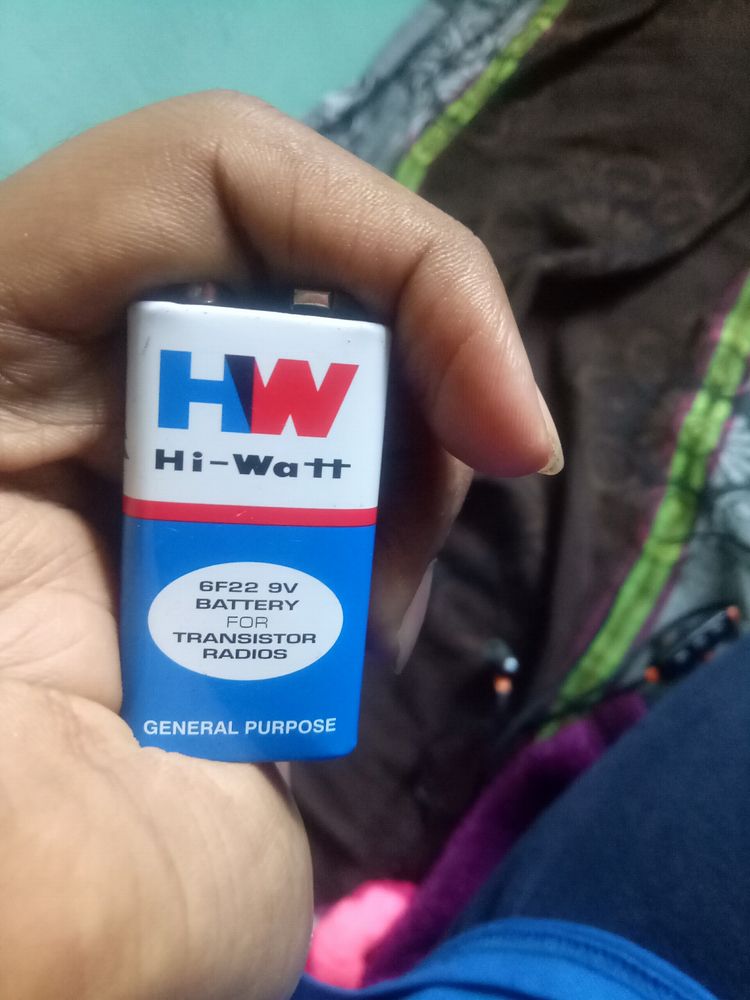 HW
Hi-Watt
6F22 9V
BATTERY
FOR
TRANSISTOR
RADIOS
GENERAL PURPOSE